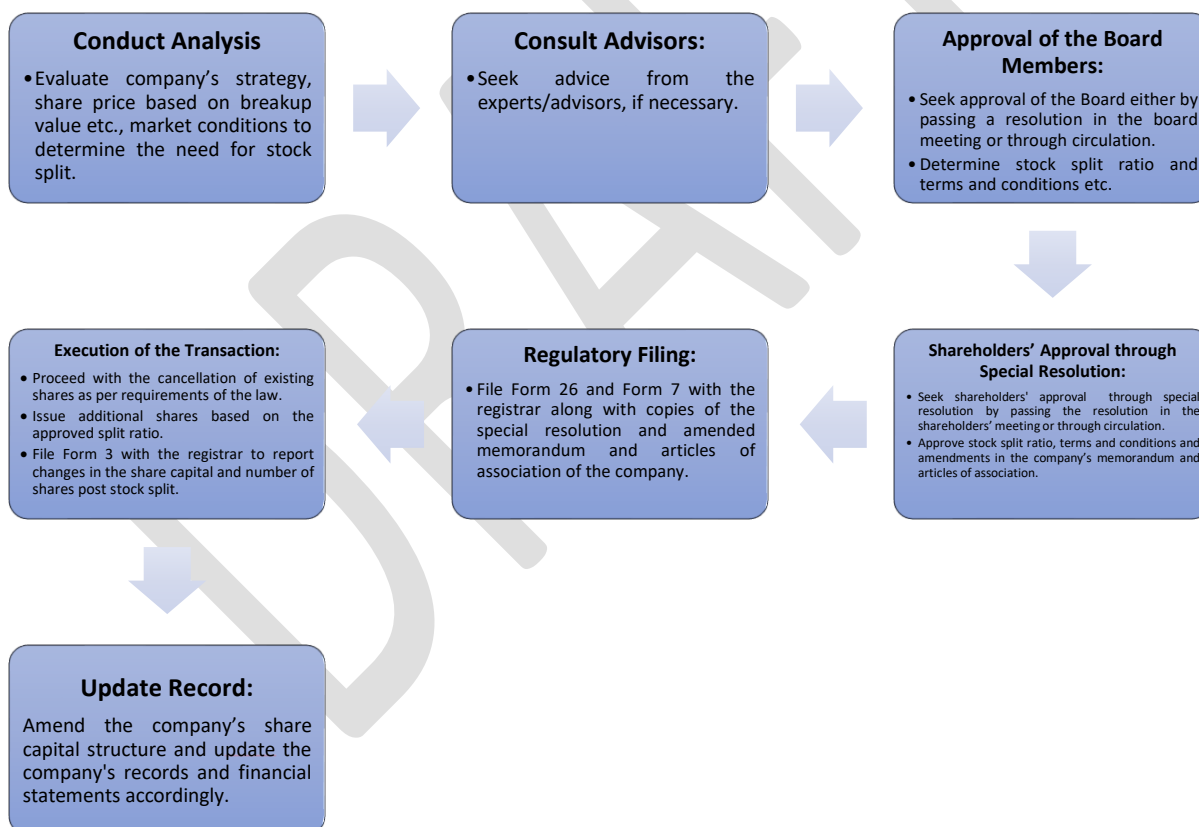 Conduct Analysis
•Evaluate company’s strategy,
share price based on breakup
value etc., market conditions to
determine the need for stock
split.
Consult Advisors:
•Seek advice from the
experts/advisors, if necessary.
Approval of the Board
Members:
• Seek approval of the Board either by
passing a resolution in the board
meeting or through circulation.
• Determine stock split ratio and
terms and conditions etc.
Shareholders’ Approval through
Special Resolution:
• Seek shareholders' approval through special
resolution by passing the resolution in the
shareholders’ meeting or through circulation.
• Approve stock split ratio, terms and conditions and
amendments in the company’s memorandum and
articles of association.
Regulatory Filing:
• File Form 26 and Form 7 with the
registrar along with copies of the
special resolution and amended
memorandum and articles of
association of the company.
Execution of the Transaction:
• Proceed with the cancellation of existing
shares as per requirements of the law.
• Issue additional shares based on the
approved split ratio.
• File Form 3 with the registrar to report
changes in the share capital and number of
shares post stock split.
Update Record:
Amend the company’s share
capital structure and update the
company's records and financial
statements accordingly.